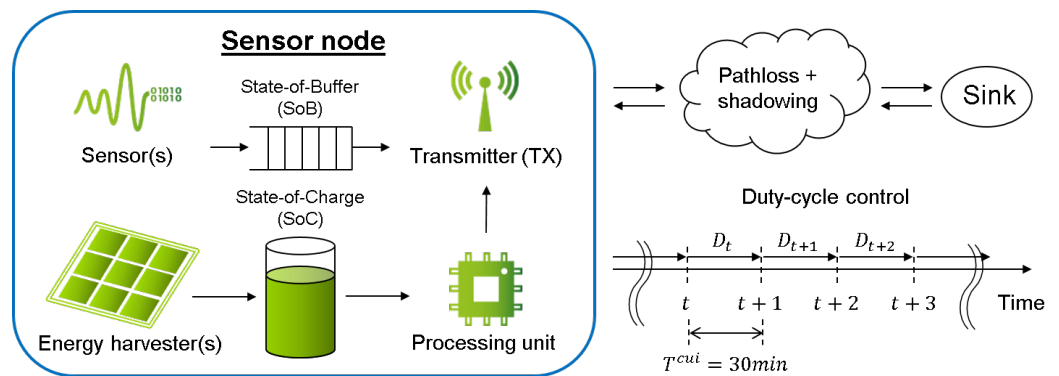 Sensor node
01010
01010
Sensor(s)
State-of-Buffer
(SoB)
Transmitter (TX)
State-of-Charge
(SoC)
Energy harvester(s)
Processing unit
Pathloss +
shadowing
Sink
Duty-cycle control
D_t
D_{t+1}
D_{t+2}
t
t + 1
t + 2
t + 3
Time
T^{cui} = 30min